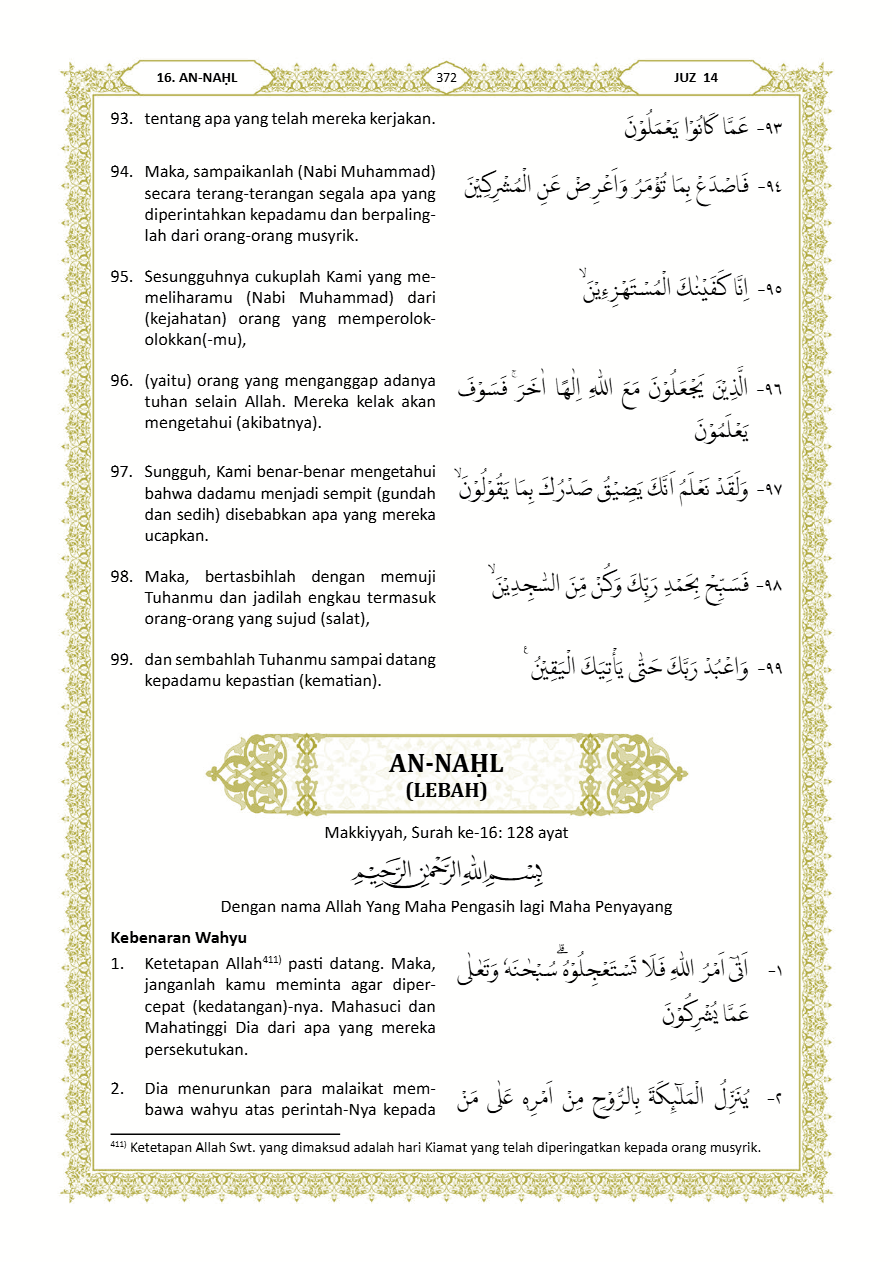 16. AN-NAḤL
372
JUZ 14
93. tentang apa yang telah mereka kerjakan.
٩٣- عَمَّا كَانُوْا يَعْمَلُوْنَ
94. Maka, sampaikanlah (Nabi Muhammad)
secara terang-terangan segala apa yang
diperintahkan kepadamu dan berpaling-
lah dari orang-orang musyrik.
٩٤- فَاصْدَعْ بِمَا تُؤْمَرُ وَاَعْرِضْ عَنِ الْمُشْرِكِيْنَ
95. Sesungguhnya cukuplah Kami yang me-
meliharamu (Nabi Muhammad) dari
(kejahatan) orang yang memperolok-
olokkan(-mu),
٩٥- اِنَّا كَفَيْنٰكَ الْمُسْتَهْزِءِيْنَۙ
96. (yaitu) orang yang menganggap adanya
tuhan selain Allah. Mereka kelak akan
mengetahui (akibatnya).
٩٦- الَّذِيْنَ يَجْعَلُوْنَ مَعَ اللّٰهِ اِلٰهًا اٰخَرَۚ فَسَوْفَ
يَعْلَمُوْنَ
97. Sungguh, Kami benar-benar mengetahui
bahwa dadamu menjadi sempit (gundah
dan sedih) disebabkan apa yang mereka
ucapkan.
٩٧- وَلَقَدْ نَعْلَمُ اَنَّكَ يَضِيْقُ صَدْرُكَ بِمَا يَقُوْلُوْنَۙ
98. Maka, bertasbihlah dengan memuji
Tuhanmu dan jadilah engkau termasuk
orang-orang yang sujud (salat),
٩٨- فَسَبِّحْ بِحَمْدِ رَبِّكَ وَكُنْ مِّنَ السّٰجِدِيْنَۙ
99. dan sembahlah Tuhanmu sampai datang
kepadamu kepastian (kematian).
٩٩- وَاعْبُدْ رَبَّكَ حَتّٰى يَأْتِيَكَ الْيَقِيْنُ ࣖ
AN-NAḤL
(LEBAH)
Makkiyyah, Surah ke-16: 128 ayat
بِسْمِ اللّٰهِ الرَّحْمٰنِ الرَّحِيْمِ
Dengan nama Allah Yang Maha Pengasih lagi Maha Penyayang
Kebenaran Wahyu
1. Ketetapan Allah⁴¹¹⁾ pasti datang. Maka,
janganlah kamu meminta agar diper-
cepat (kedatangan)-nya. Mahasuci dan
Mahatinggi Dia dari apa yang mereka
persekutukan.
١- اَتٰىٓ اَمْرُ اللّٰهِ فَلَا تَسْتَعْجِلُوْهُۗ سُبْحٰنَهٗ وَتَعٰلٰى
عَمَّا يُشْرِكُوْنَ
2. Dia menurunkan para malaikat mem-
bawa wahyu atas perintah-Nya kepada
٢- يُنَزِّلُ الْمَلٰۤىِٕكَةَ بِالرُّوْحِ مِنْ اَمْرِهٖ عَلٰى مَنْ
⁴¹¹⁾ Ketetapan Allah Swt. yang dimaksud adalah hari Kiamat yang telah diperingatkan kepada orang musyrik.